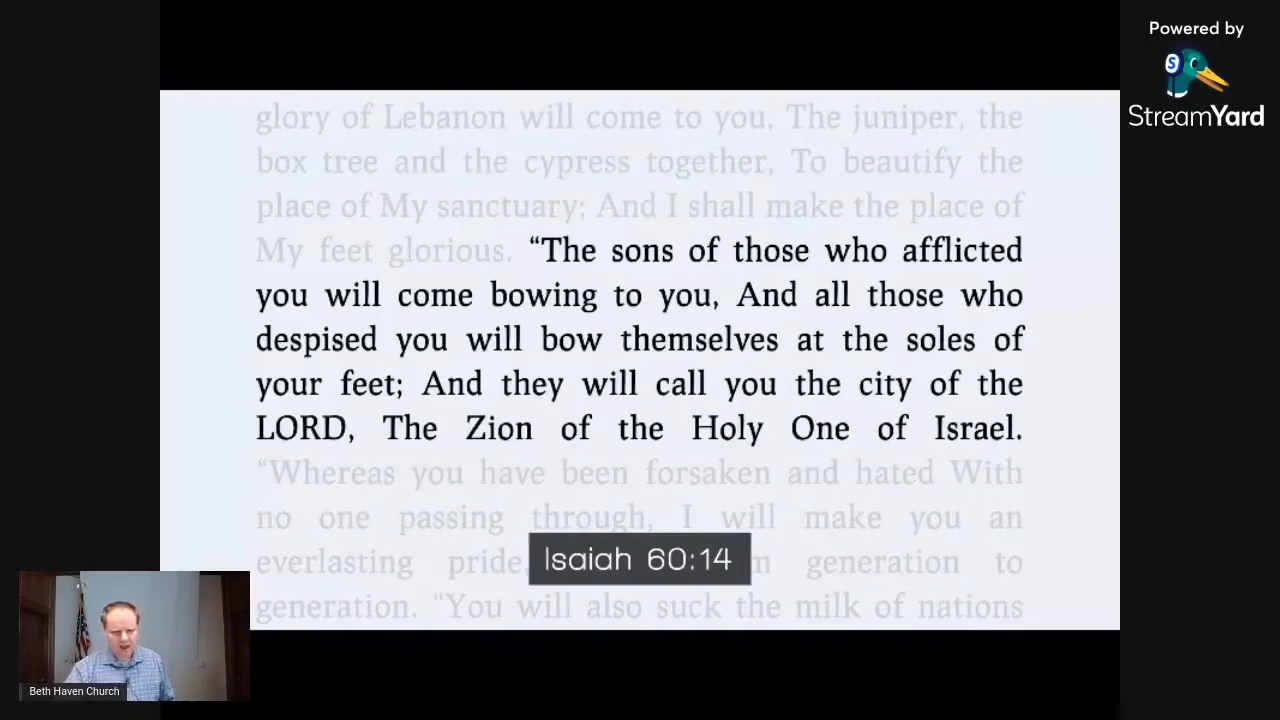 Powered by
S
StreamYard
glory of Lebanon will come to you, The juniper, the
box tree and the cypress together, To beautify the
place of My sanctuary; And I shall make the place of
My feet glorious. “The sons of those who afflicted
you will come bowing to you, And all those who
despised you will bow themselves at the soles of
your feet; And they will call you the city of the
LORD, The Zion of the Holy One of Israel.
“Whereas you have been forsaken and hated With
no one passing through, I will make you an
everlasting pride, generation to
Isaiah 60:14
generation. “You will also suck the milk of nations
Beth Haven Church